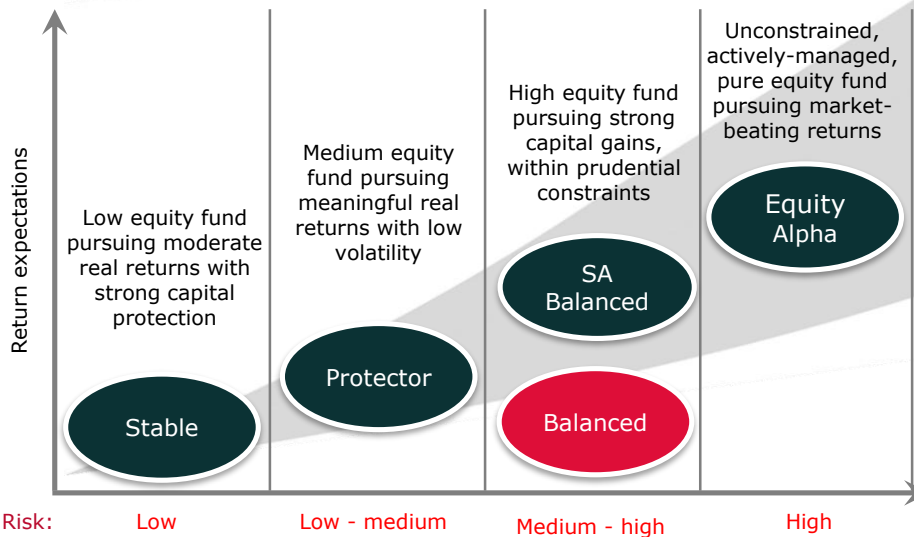 Return expectations
Low equity fund
pursuing moderate
real returns with
strong capital
protection
Stable
Medium equity
fund pursuing
meaningful real
returns with low
volatility
Protector
High equity fund
pursuing strong
capital gains,
within prudential
constraints
SA
Balanced
Balanced
Unconstrained,
actively-managed,
pure equity fund
pursuing market-
beating returns
Equity
Alpha
Risk:
Low
Low - medium
Medium - high
High